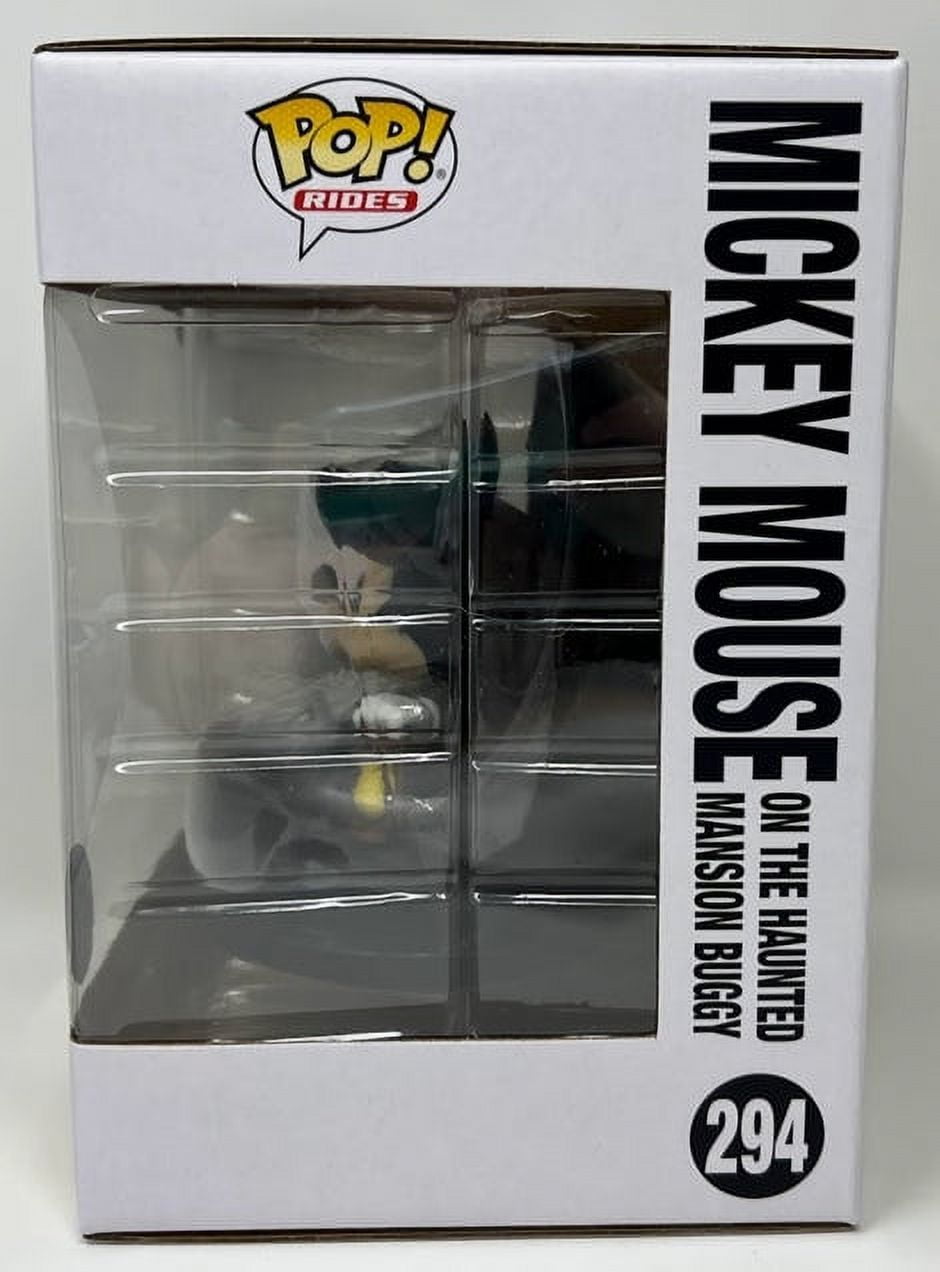 POP!
RIDES
MICKEY MOUSE
ON THE HAUNTED
MANSION BUGGY
294